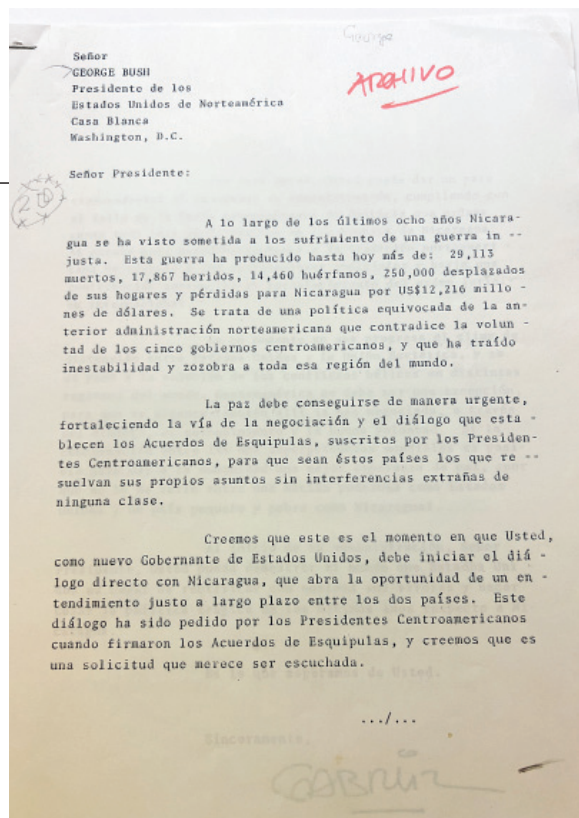 George
Señor
GEORGE BUSH
ARCHIVO
Presidente de los
Estados Unidos de Norteamérica
Casa Blanca
Washington, D.C.
Señor Presidente:
A lo largo de los últimos ocho años Nicara-
gua se ha visto sometida a los sufrimiento de una guerra in --
justa. Esta guerra ha producido hasta hoy más de: 29,113
muertos, 17,867 heridos, 14,460 huérfanos, 250,000 desplazados
de sus hogares y pérdidas para Nicaragua por US$12,216 millo -
nes de dólares. Se trata de una política equivocada de la an-
terior administración norteamericana que contradice la volun -
tad de los cinco gobiernos centroamericanos, y que ha traído
inestabilidad y zozobra a toda esa región del mundo.
La paz debe conseguirse de manera urgente,
fortaleciendo la vía de la negociación y el diálogo que esta -
blecen los Acuerdos de Esquipulas, suscritos por los Presiden-
tes Centroamericanos, para que sean éstos países los que re --
suelvan sus propios asuntos sin interferencias extrañas de
ninguna clase.
Creemos que este es el momento en que Usted,
como nuevo Gobernante de Estados Unidos, debe iniciar el diá -
logo directo con Nicaragua, que abra la oportunidad de un en -
tendimiento justo a largo plazo entre los dos países. Este
diálogo ha sido pedido por los Presidentes Centroamericanos
cuando firmaron los Acuerdos de Esquipulas, y creemos que es
una solicitud que merece ser escuchada.
.../...
Sinceramente,